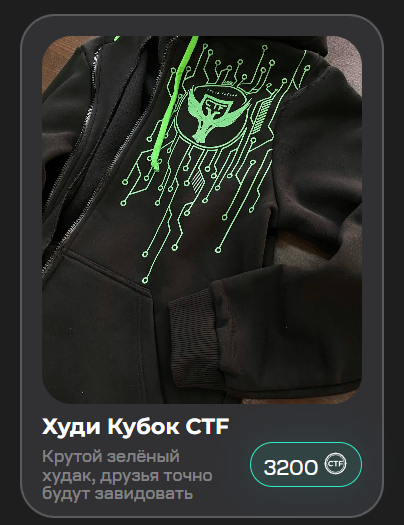 Худи Кубок CTF
Крутой зелёный
худак, друзья точно
будут завидовать
3200 CTF